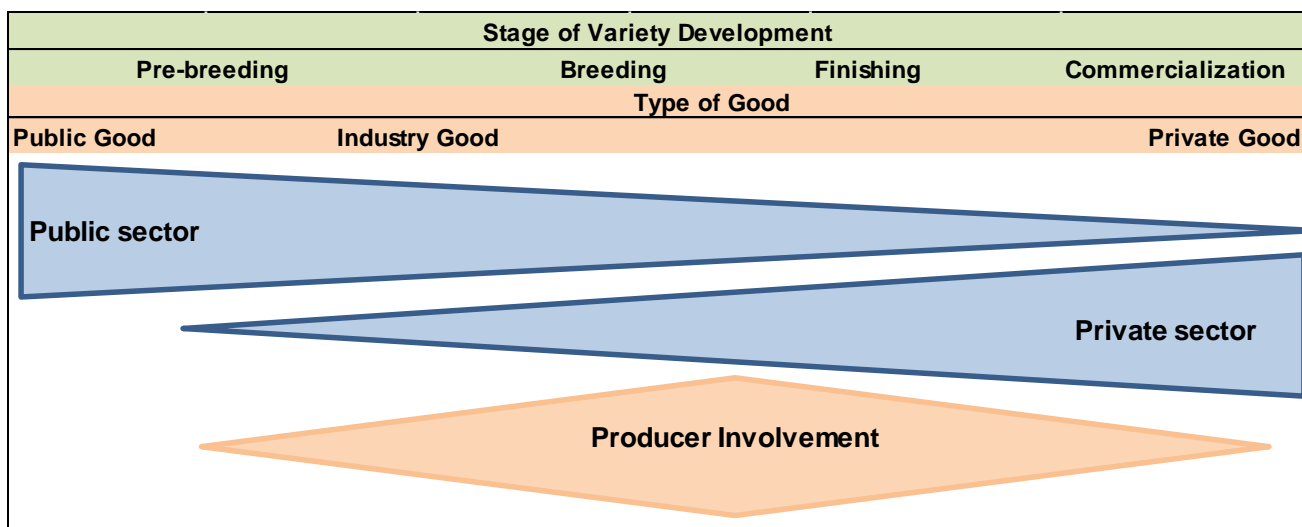 Stage of Variety Development
Pre-breeding Breeding Finishing Commercialization
Type of Good
Public Good Industry Good Private Good
Public sector
Private sector
Producer Involvement